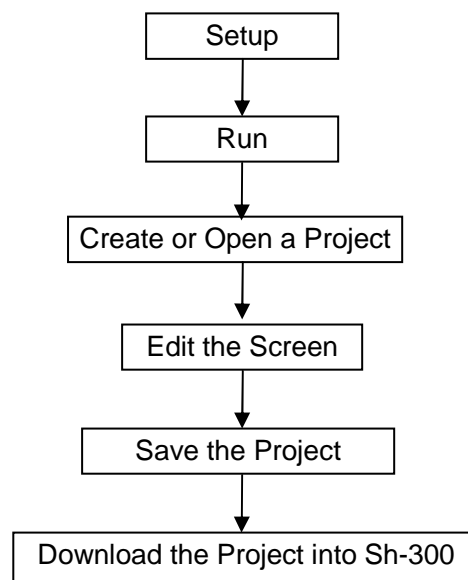 Setup
Run
Create or Open a Project
Edit the Screen
Save the Project
Download the Project into Sh-300